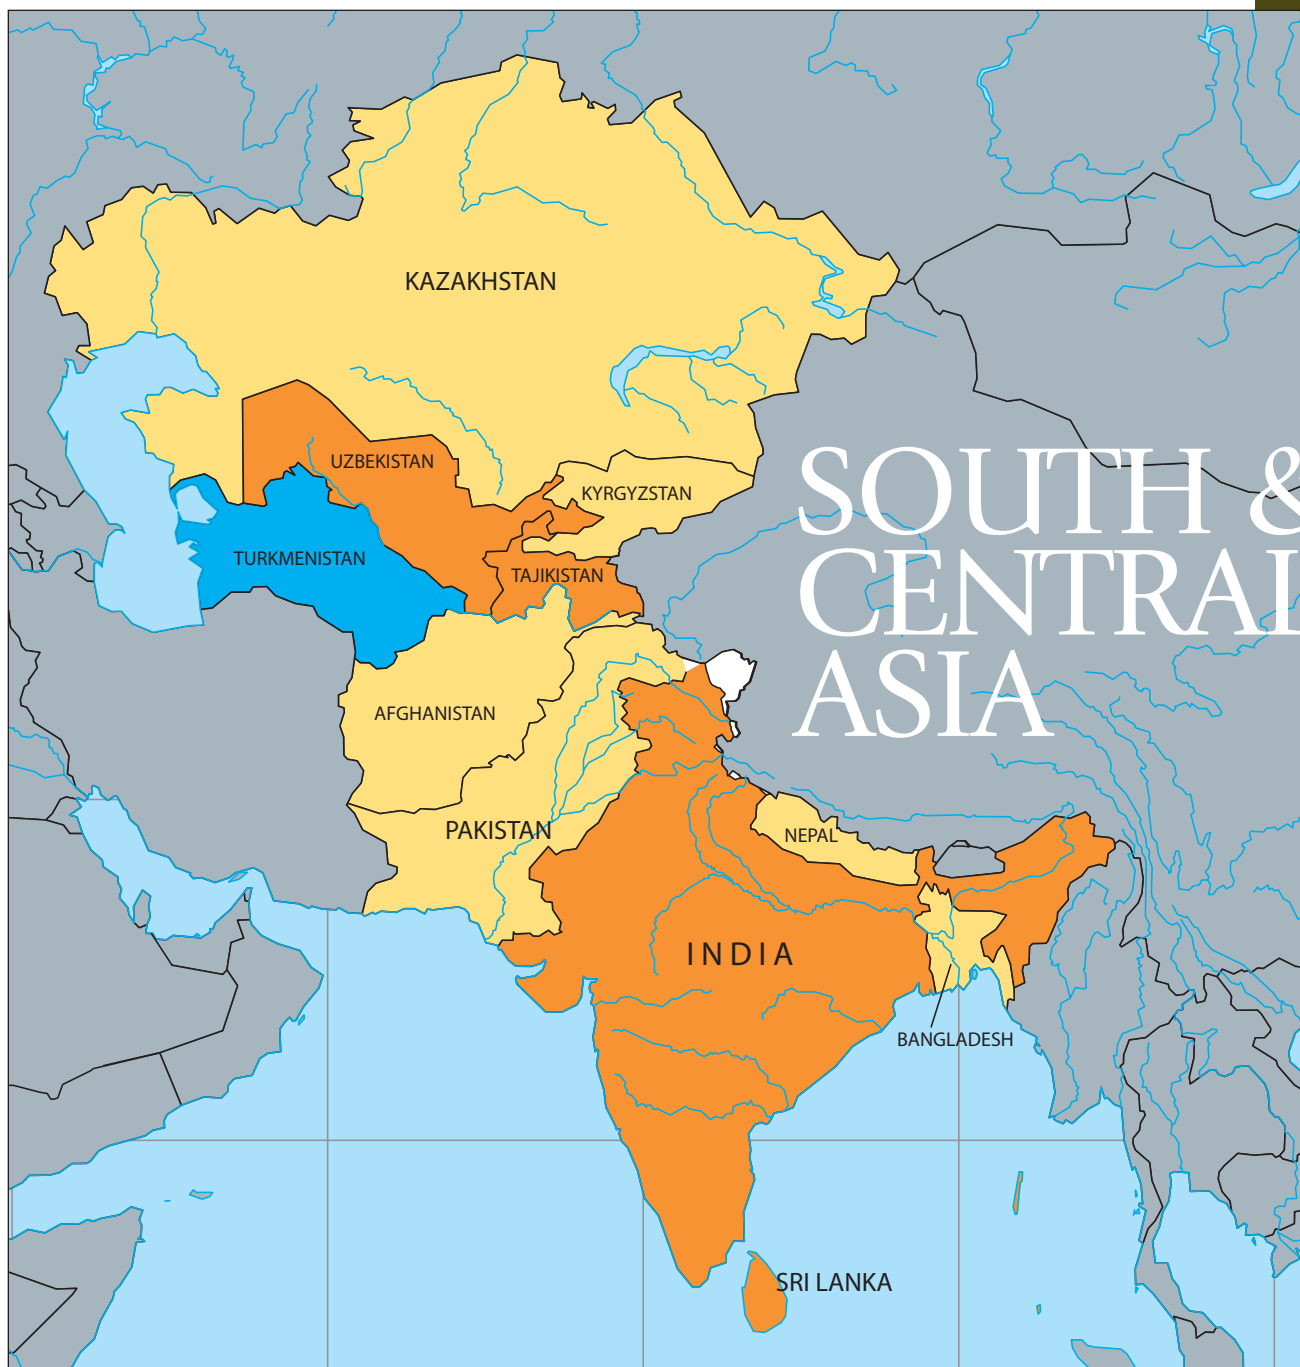 KAZAKHSTAN
UZBEKISTAN
KYRGYZSTAN
TURKMENISTAN
TAJIKISTAN
SOUTH &
CENTRAL
ASIA
AFGHANISTAN
PAKISTAN
NEPAL
INDIA
BANGLADESH
SRI LANKA